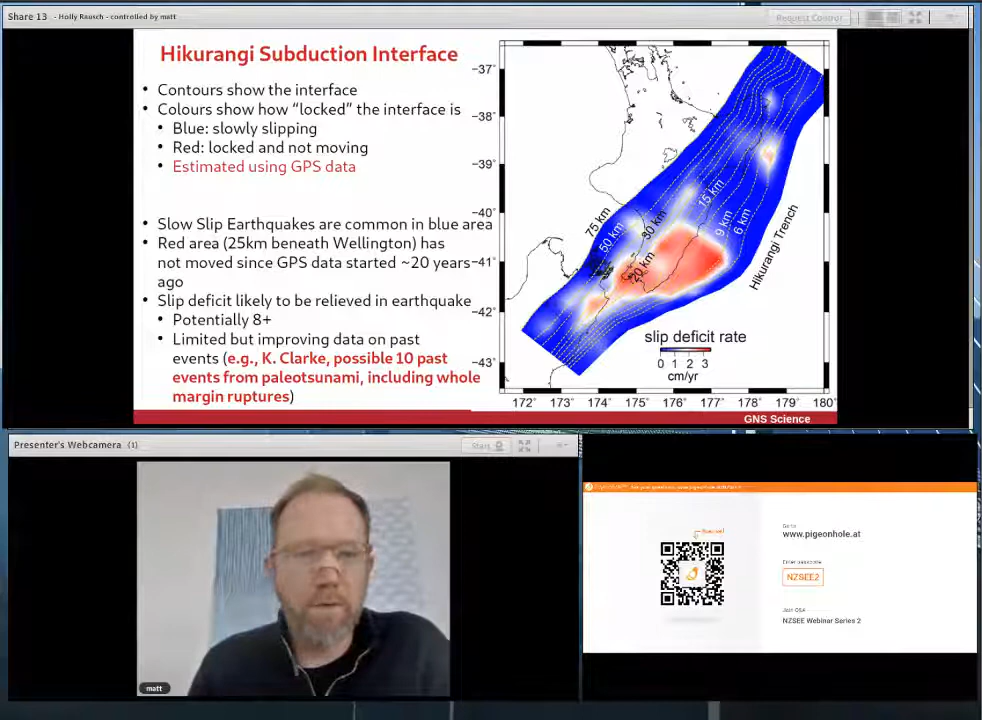 Share 13 - Holly Rausch - controlled by matt
Request Control
Hikurangi Subduction Interface
• Contours show the interface
• Colours show how “locked” the interface is
• Blue: slowly slipping
• Red: locked and not moving
• Estimated using GPS data
• Slow Slip Earthquakes are common in blue area
• Red area (25km beneath Wellington) has
not moved since GPS data started ~20 years
ago
• Slip deficit likely to be relieved in earthquake
• Potentially 8+
• Limited but improving data on past
events (e.g., K. Clarke, possible 10 past
events from paleotsunami, including whole
margin ruptures)
−37°
−38°
−39°
−40°
−41°
−42°
−43°
75 km
50 km
30 km
20 km
15 km
9 km
6 km
Hikurangi Trench
slip deficit rate
0 1 2 3
cm/yr
172° 173° 174° 175° 176° 177° 178° 179° 180°
GNS Science
Presenter's Webcamera (1)
Start
matt
Go to
www.pigeonhole.at
Enter passcode
NZSEE2
Join Q&A
NZSEE Webinar Series 2